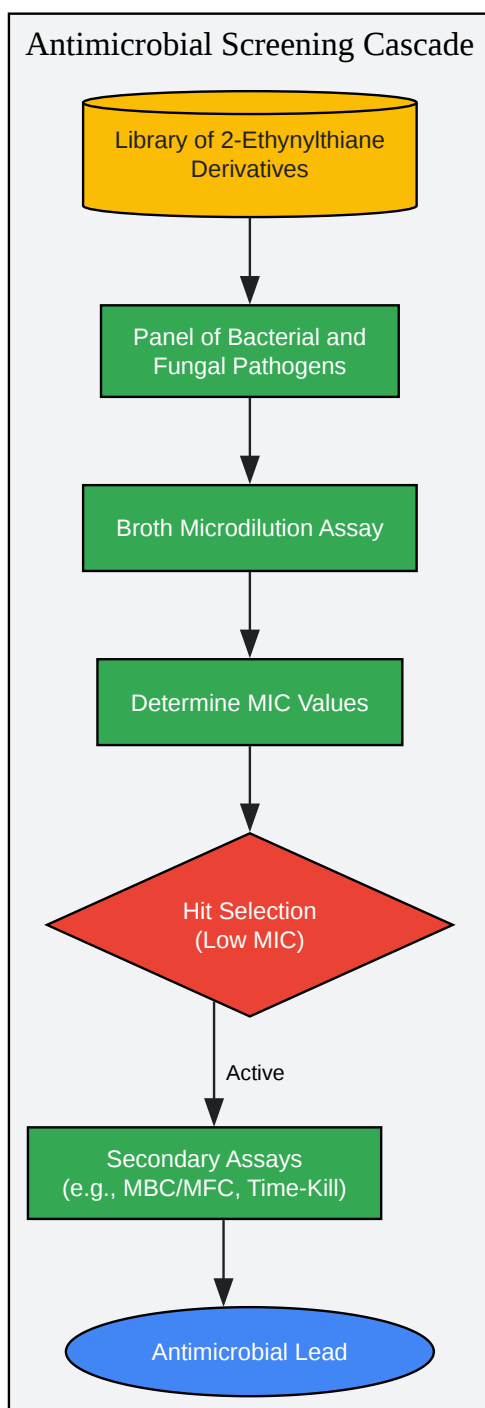 Antimicrobial Screening Cascade
Library of 2-Ethynylthiane
Derivatives
Panel of Bacterial and
Fungal Pathogens
Broth Microdilution Assay
Determine MIC Values
Hit Selection
(Low MIC)
Active
Secondary Assays
(e.g., MBC/MFC, Time-Kill)
Antimicrobial Lead